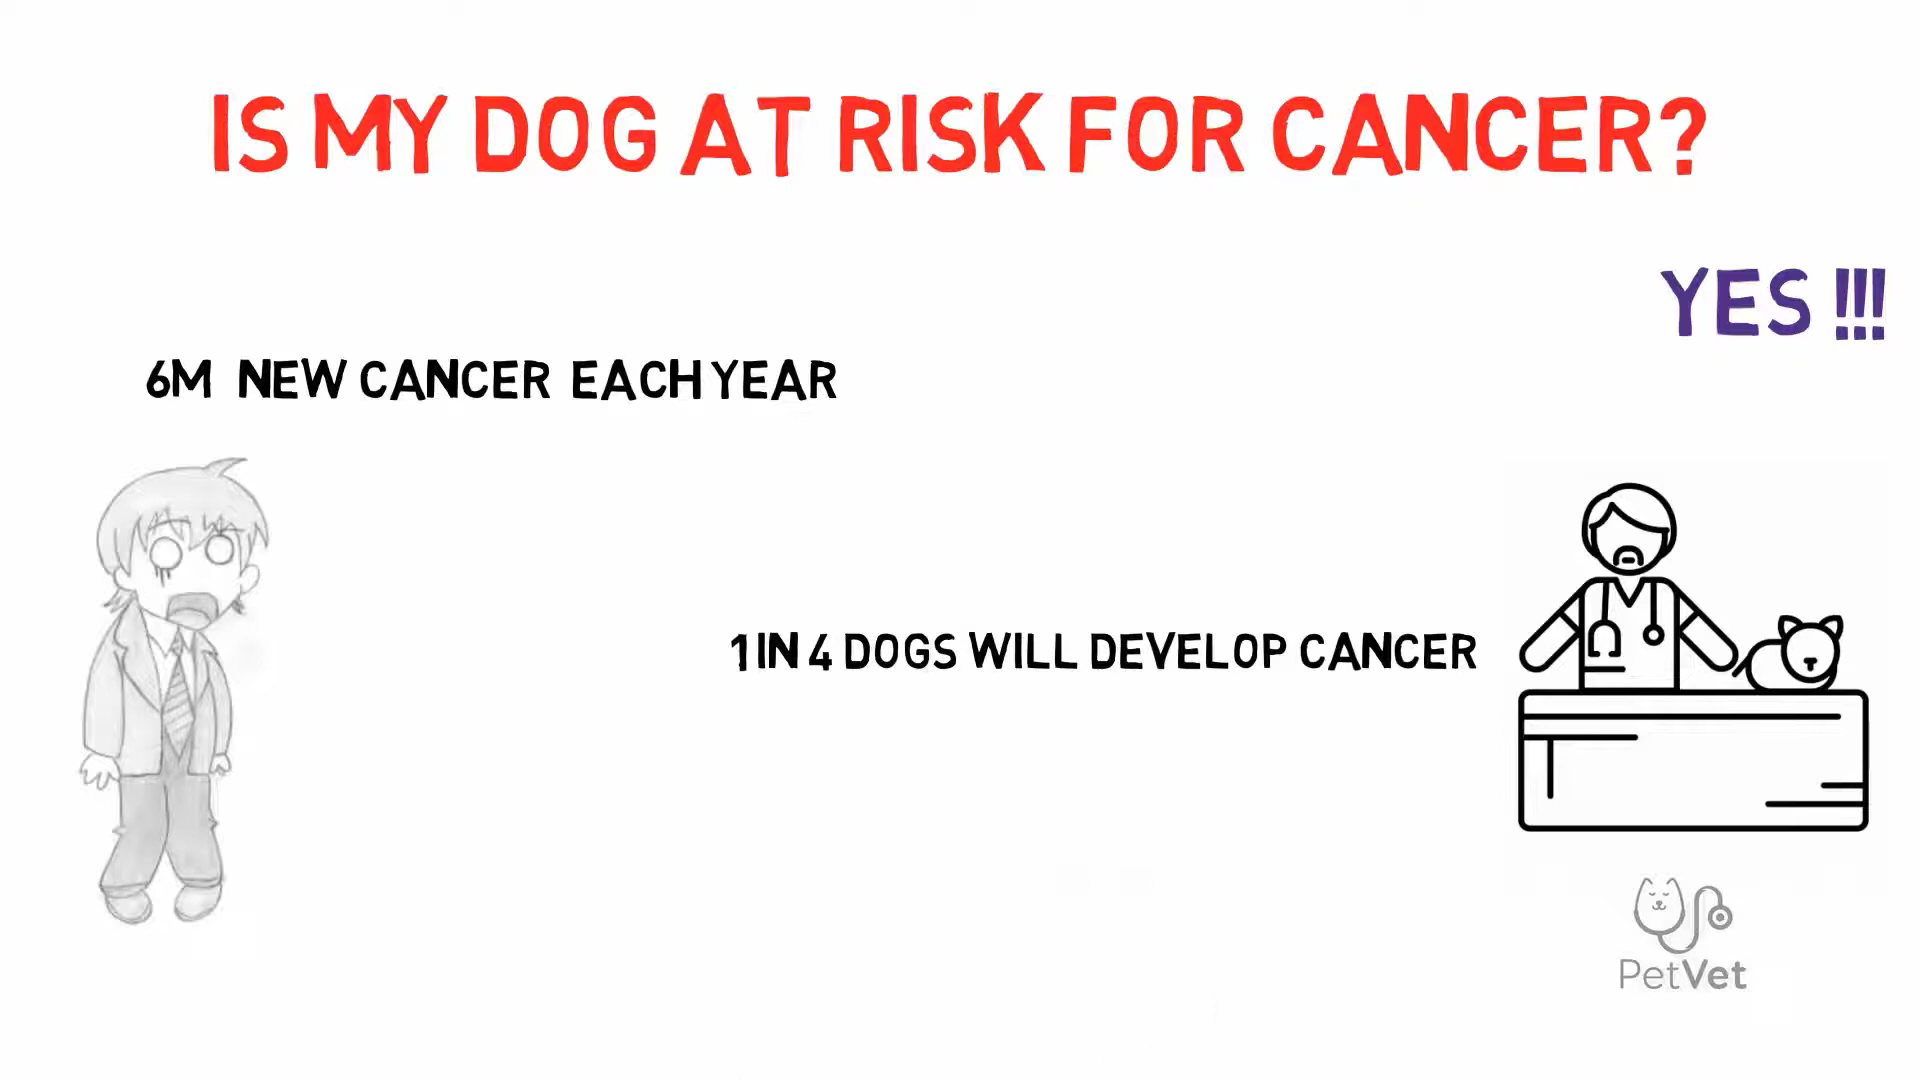 IS MY DOG AT RISK FOR CANCER?
YES !!!
6M NEW CANCER EACH YEAR
1 IN 4 DOGS WILL DEVELOP CANCER
PetVet